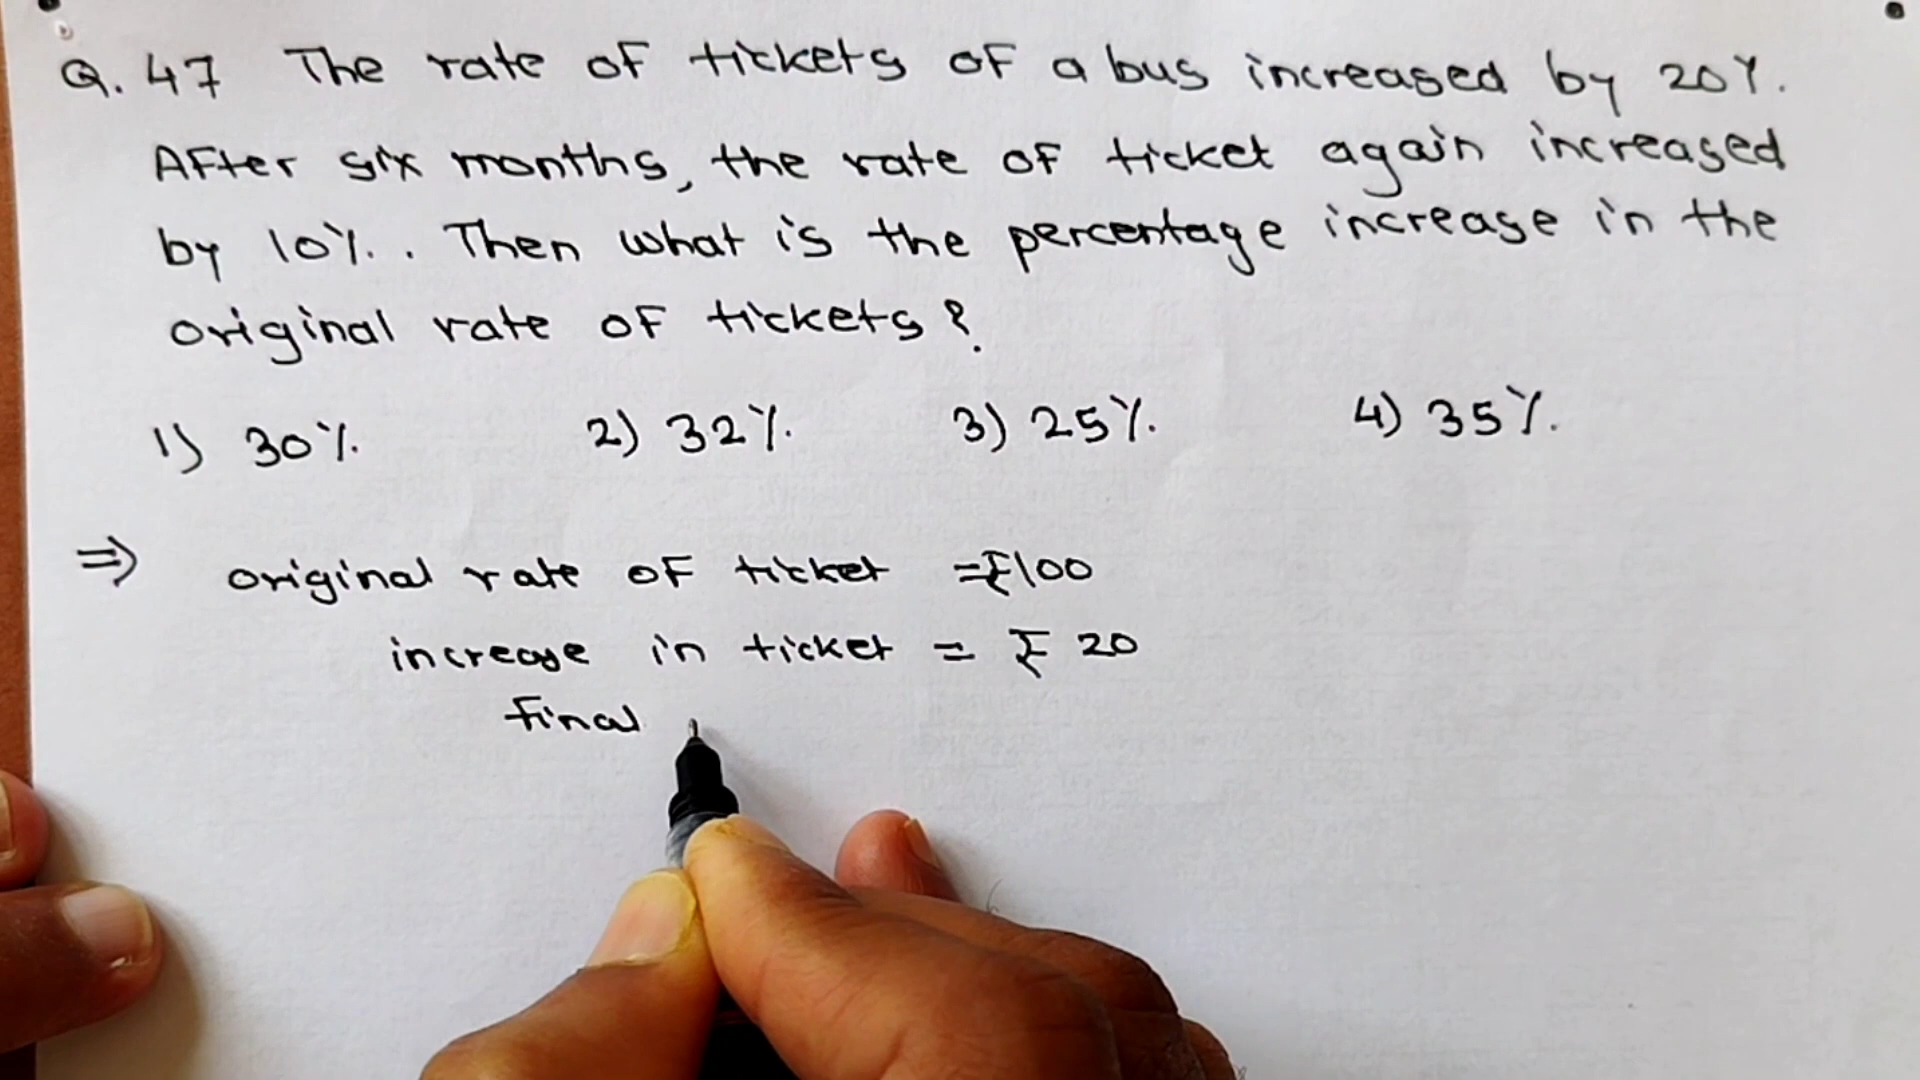 Q. 47 The rate of tickets of a bus increased by 20%.
After six months, the rate of ticket again increased
by 10%. . Then what is the percentage increase in the
original rate of tickets?
1) 30% 2) 32% 3) 25% 4) 35%
⇒ original rate of ticket =₹100
increase in ticket = ₹ 20
final